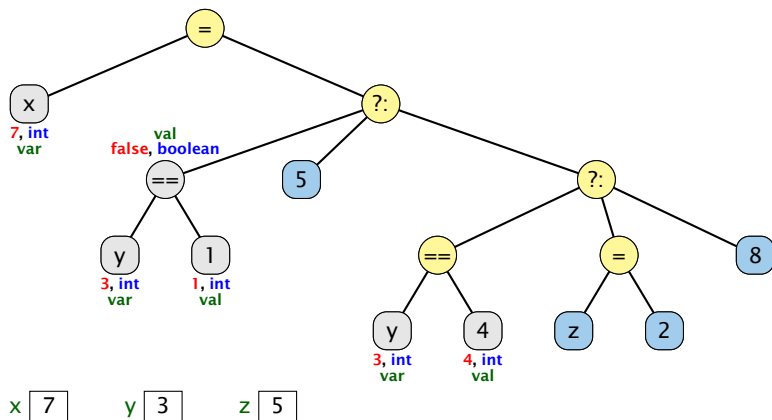 =
x
7, int
var
?:
val
false, boolean
==
5
?:
y
3, int
var
1
1, int
val
==
=
8
y
3, int
var
4
4, int
val
z
2
x 7 y 3 z 5